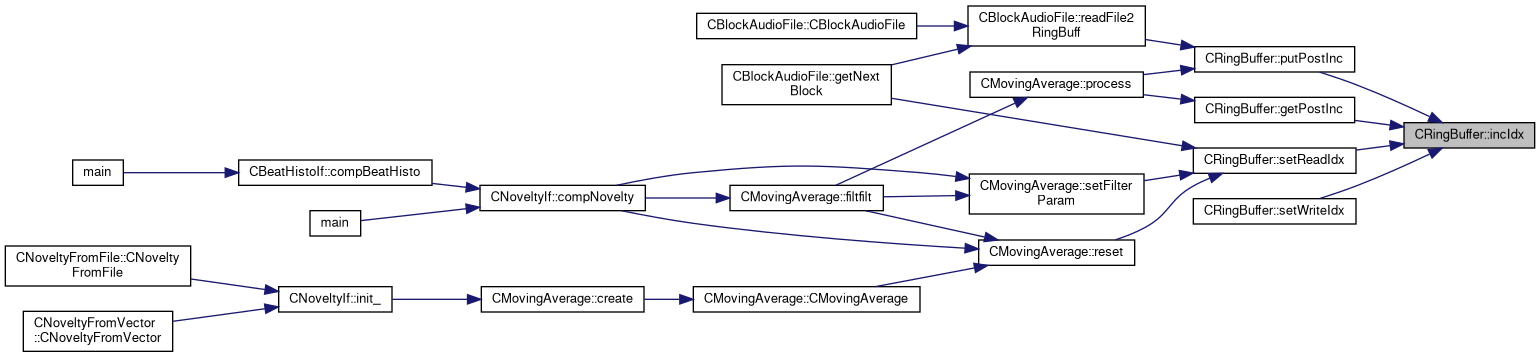 CBlockAudioFile::CBlockAudioFile
CBlockAudioFile::readFile2
RingBuff
CRingBuffer::putPostInc
CBlockAudioFile::getNext
Block
CMovingAverage::process
CRingBuffer::getPostInc
CRingBuffer::incIdx
main
CBeatHistoIf::compBeatHisto
CRingBuffer::setReadIdx
CNoveltyIf::compNovelty
CMovingAverage::filtfilt
CMovingAverage::setFilter
Param
main
CRingBuffer::setWriteIdx
CNoveltyFromFile::CNovelty
FromFile
CMovingAverage::reset
CNoveltyIf::init_
CMovingAverage::create
CMovingAverage::CMovingAverage
CNoveltyFromVector
::CNoveltyFromVector